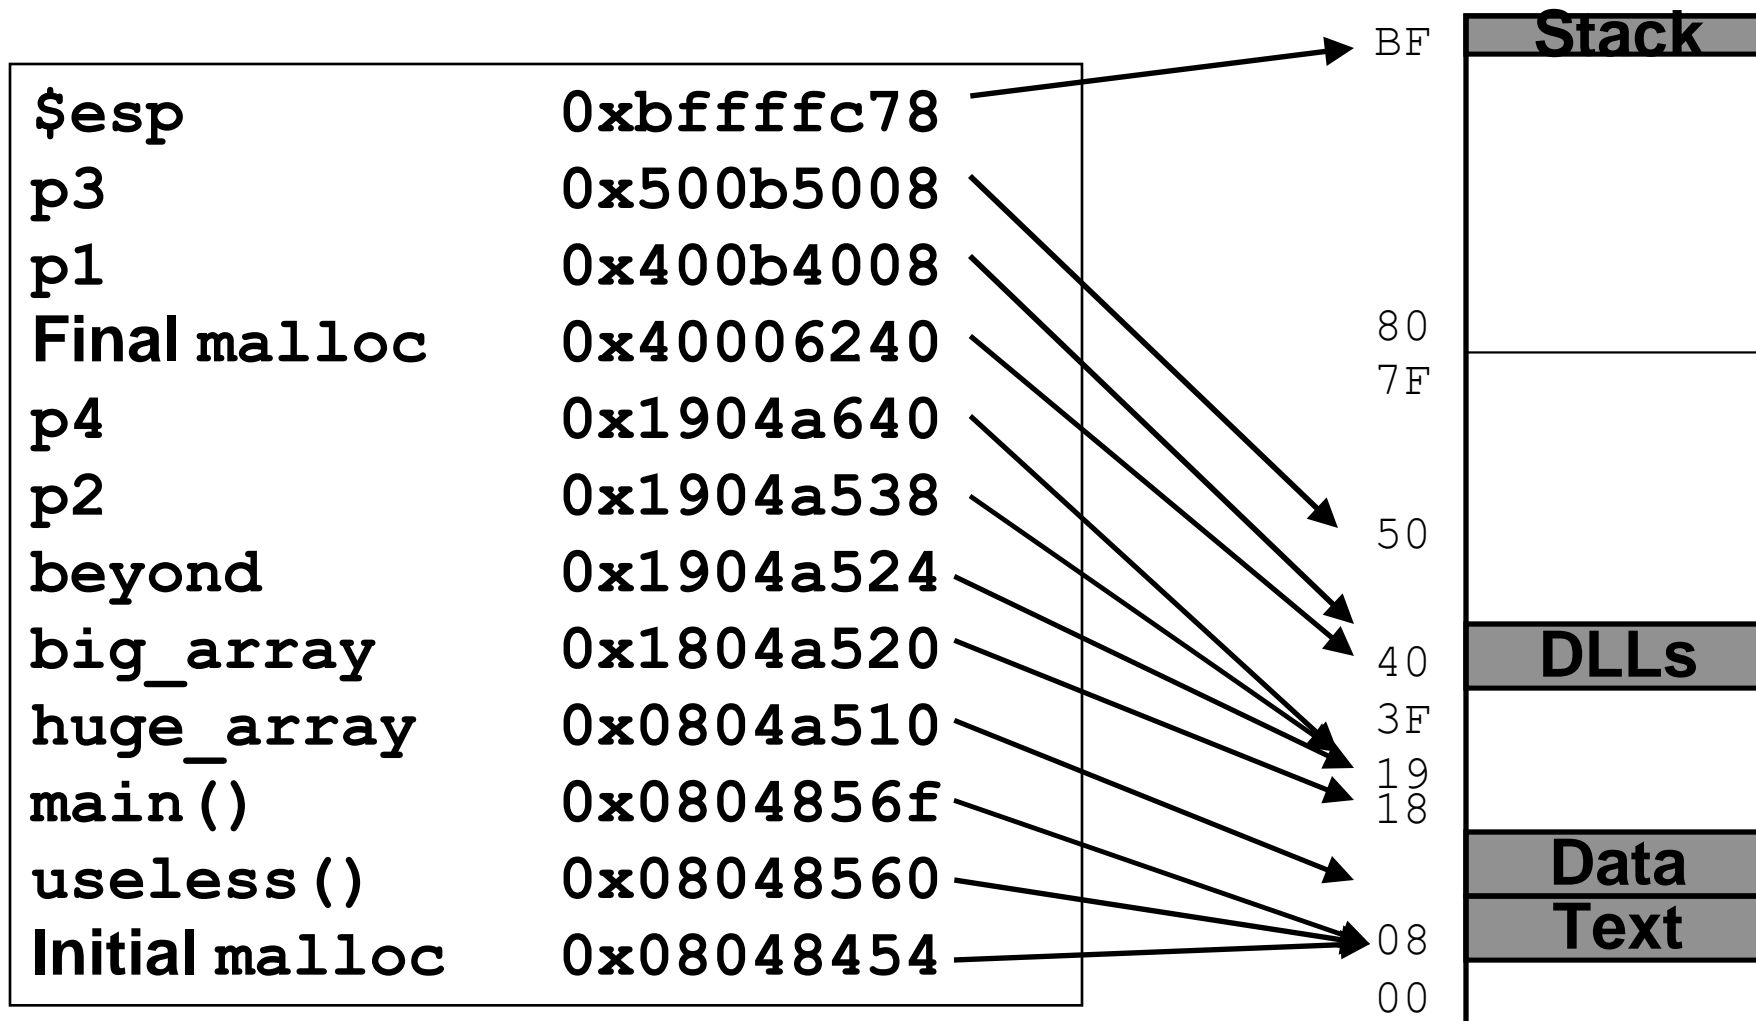 $esp 0xbffffc78
p3 0x500b5008
p1 0x400b4008
Final malloc 0x40006240
p4 0x1904a640
p2 0x1904a538
beyond 0x1904a524
big_array 0x1804a520
huge_array 0x0804a510
main() 0x0804856f
useless() 0x08048560
Initial malloc 0x08048454
BF
80
7F
50
40
3F
19
18
08
00
Stack
DLLs
Data
Text